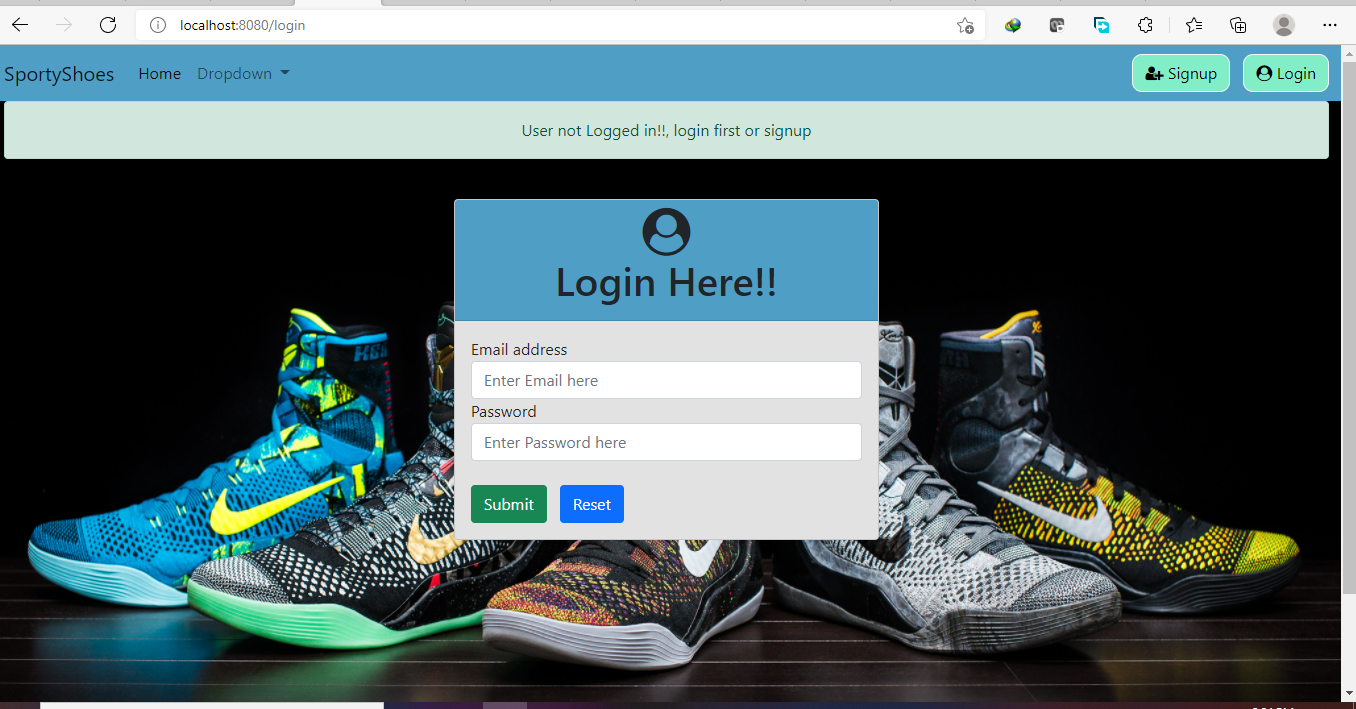 localhost:8080/login
SportyShoes Home Dropdown Signup Login
User not Logged in!!, login first or signup
Login Here!!
Email address
Enter Email here
Password
Enter Password here
Submit Reset